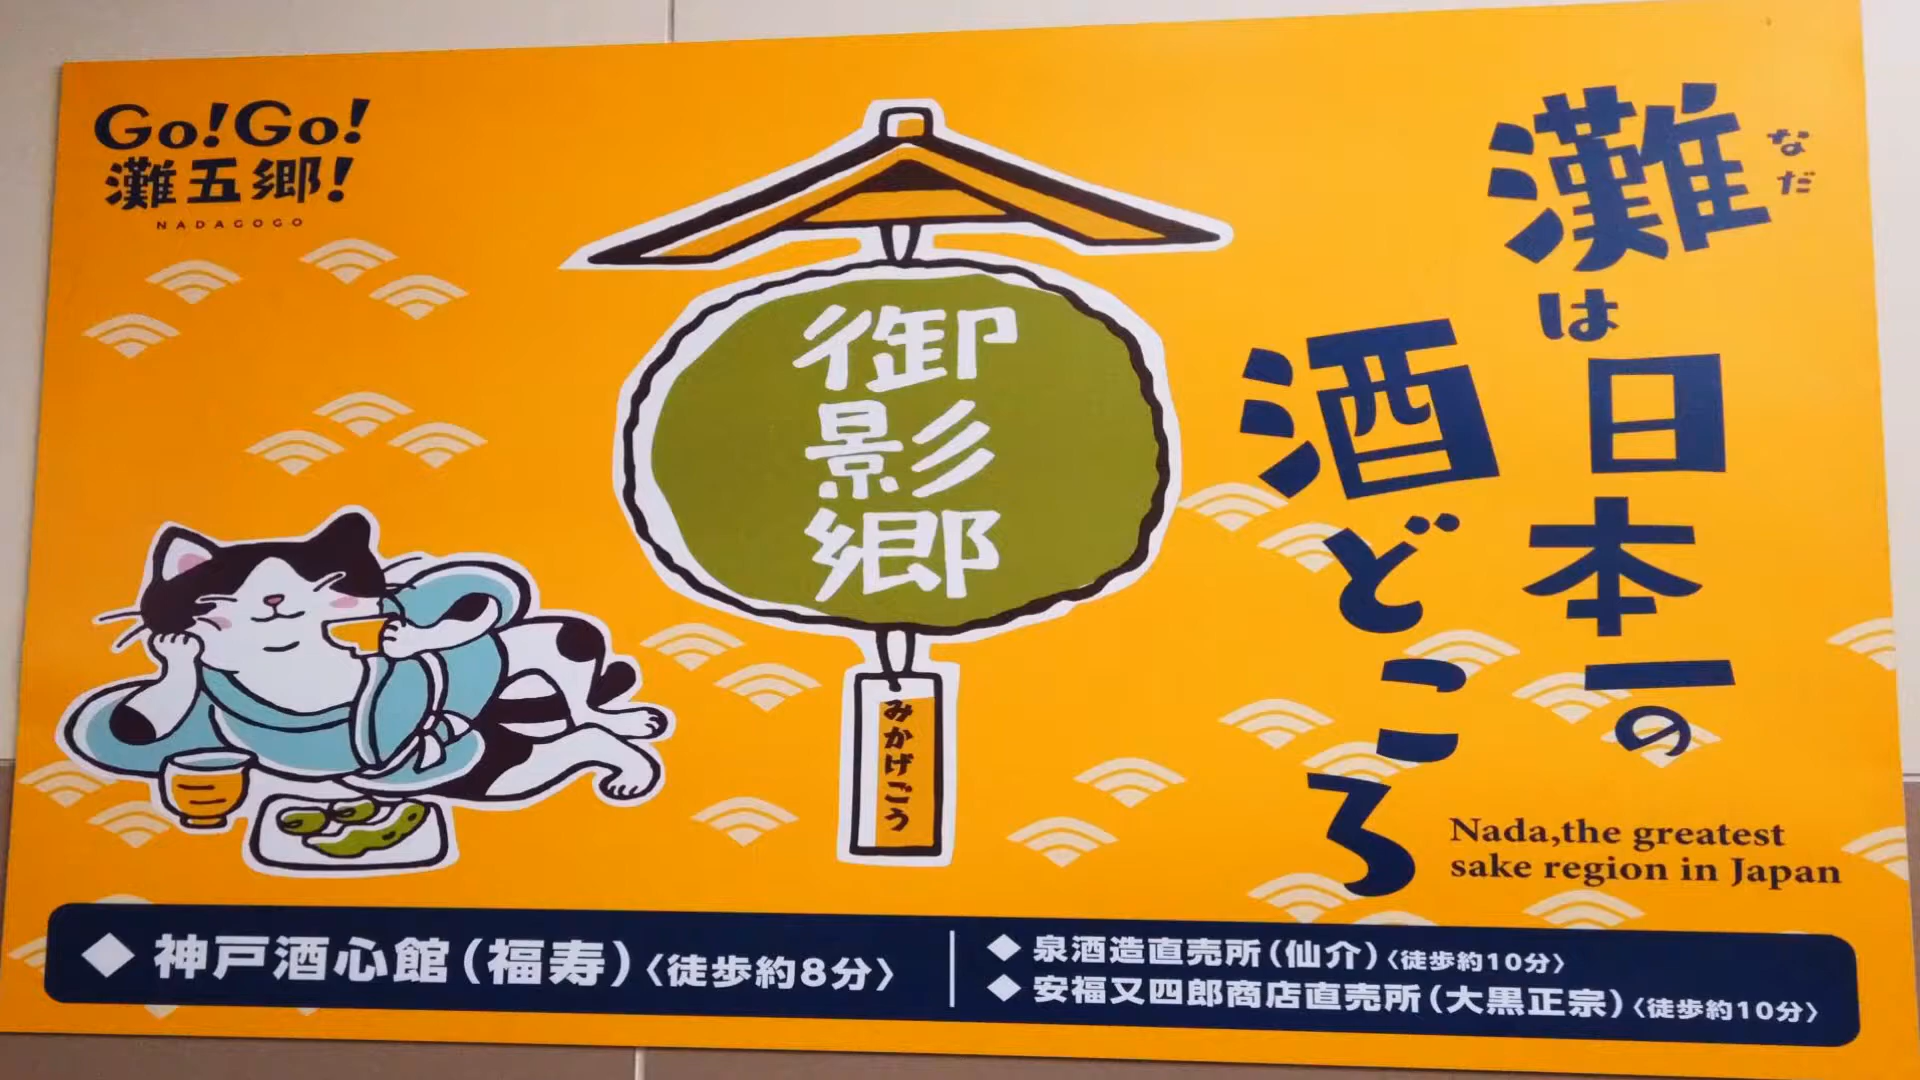 Go!Go!
灘五郷!
NADAGOGO
御影郷
みかげごう
灘は日本一の
なだ
酒どころ
Nada,the greatest
sake region in Japan
◆ 神戸酒心館（福寿）〈徒歩約8分〉
◆ 泉酒造直売所（仙介）〈徒歩約10分〉
◆ 安福又四郎商店直売所（大黒正宗）〈徒歩約10分〉